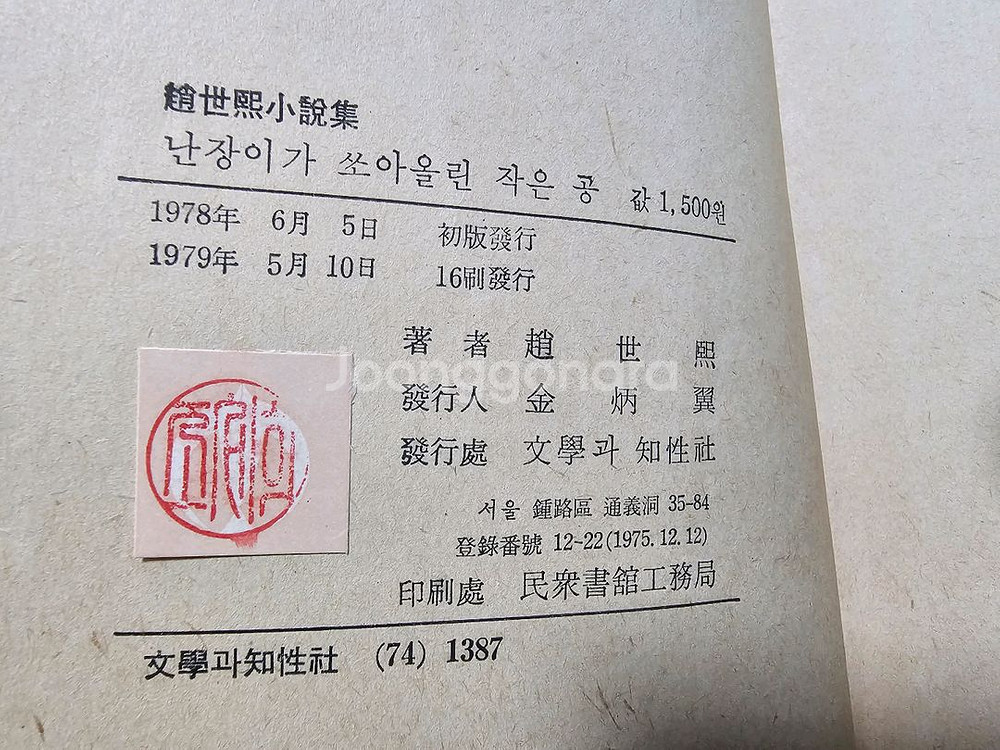 趙世熙小說集
난장이가 쏘아올린 작은 공 값 1,500원
1978年 6月 5日 初版發行
1979年 5月 10日 16刷發行
著者 趙世熙
發行人 金炳翼
發行處 文學과 知性社
서울 鍾路區 通義洞 35-84
登錄番號 12-22(1975.12.12)
印刷處 民衆書館工務局
文學과知性社 (74) 1387
Joonggonara